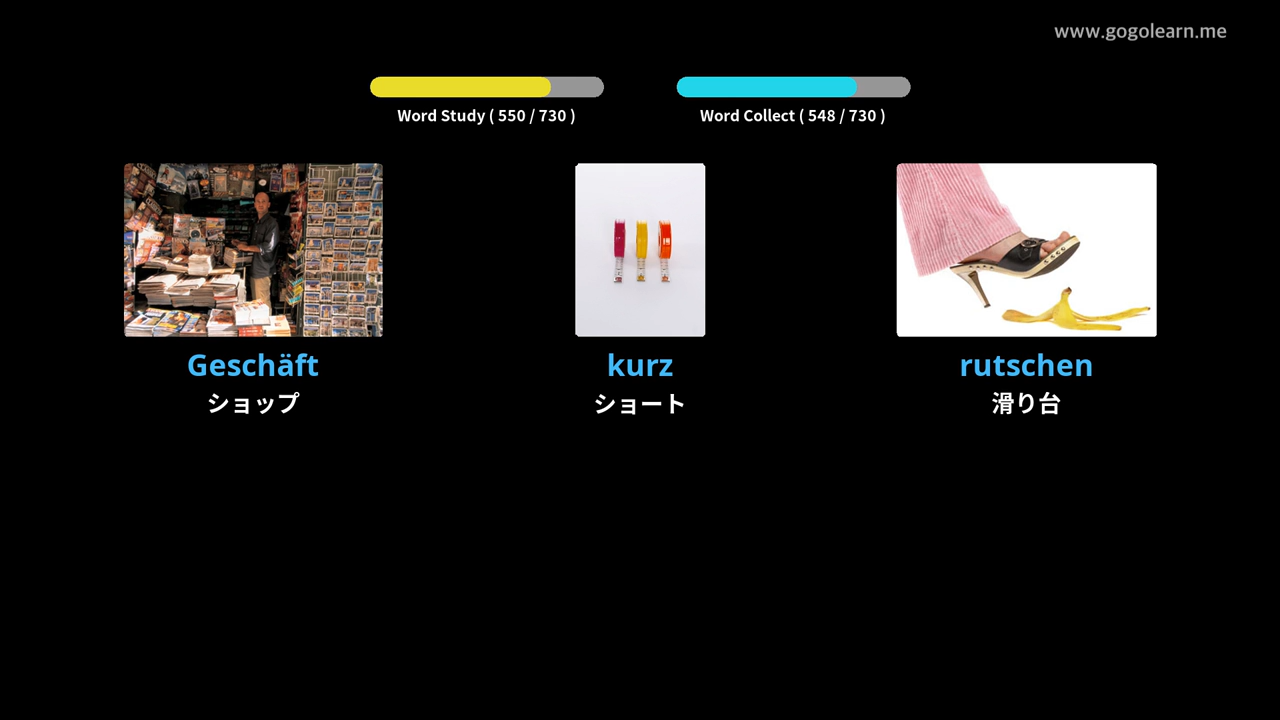 www.gogolearn.me
Word Study ( 550 / 730 )
Word Collect ( 548 / 730 )
Geschäft
ショップ
kurz
ショート
rutschen
滑り台